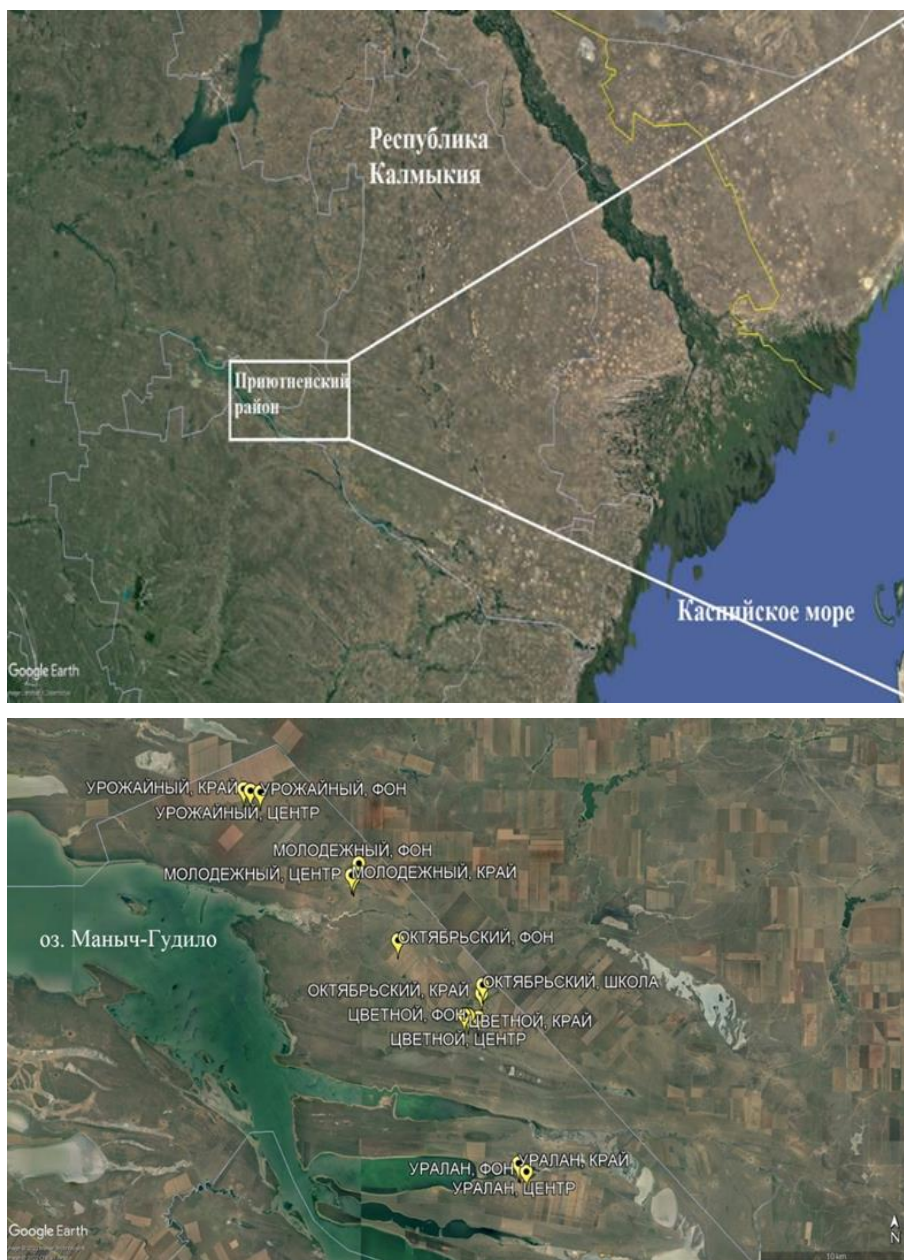 Республика
Калмыкия
Приютненский
район
Каспийское море
Google Earth
УРОЖАЙНЫЙ, КРАЙ
УРОЖАЙНЫЙ, ФОН
УРОЖАЙНЫЙ, ЦЕНТР
МОЛОДЕЖНЫЙ, ФОН
МОЛОДЕЖНЫЙ, ЦЕНТР
МОЛОДЕЖНЫЙ, КРАЙ
оз. Маныч-Гудило
ОКТЯБРЬСКИЙ, ФОН
ОКТЯБРЬСКИЙ, ШКОЛА
ОКТЯБРЬСКИЙ, КРАЙ
ЦВЕТНОЙ, ФОН
ЦВЕТНОЙ, КРАЙ
ЦВЕТНОЙ, ЦЕНТР
УРАЛАН, КРАЙ
УРАЛАН, ФОН
УРАЛАН, ЦЕНТР
Google Earth
N
10 km